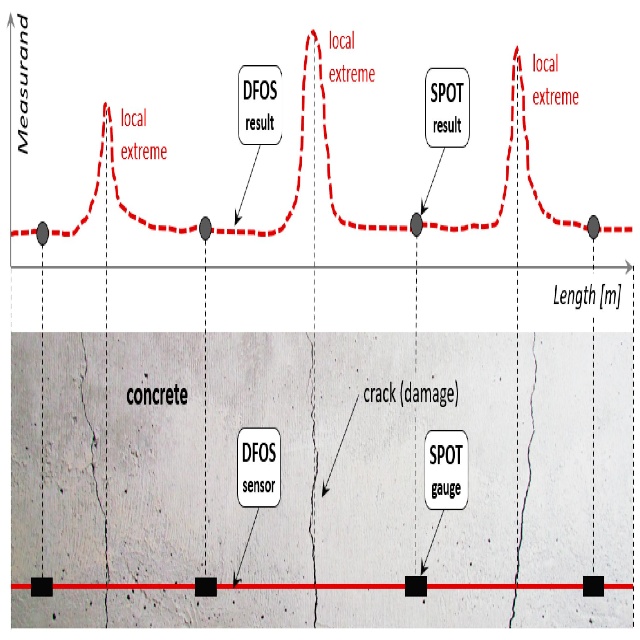 Measurand
local
extreme
DFOS
result
local
extreme
SPOT
result
local
extreme
Length [m]
concrete
crack (damage)
DFOS
sensor
SPOT
gauge